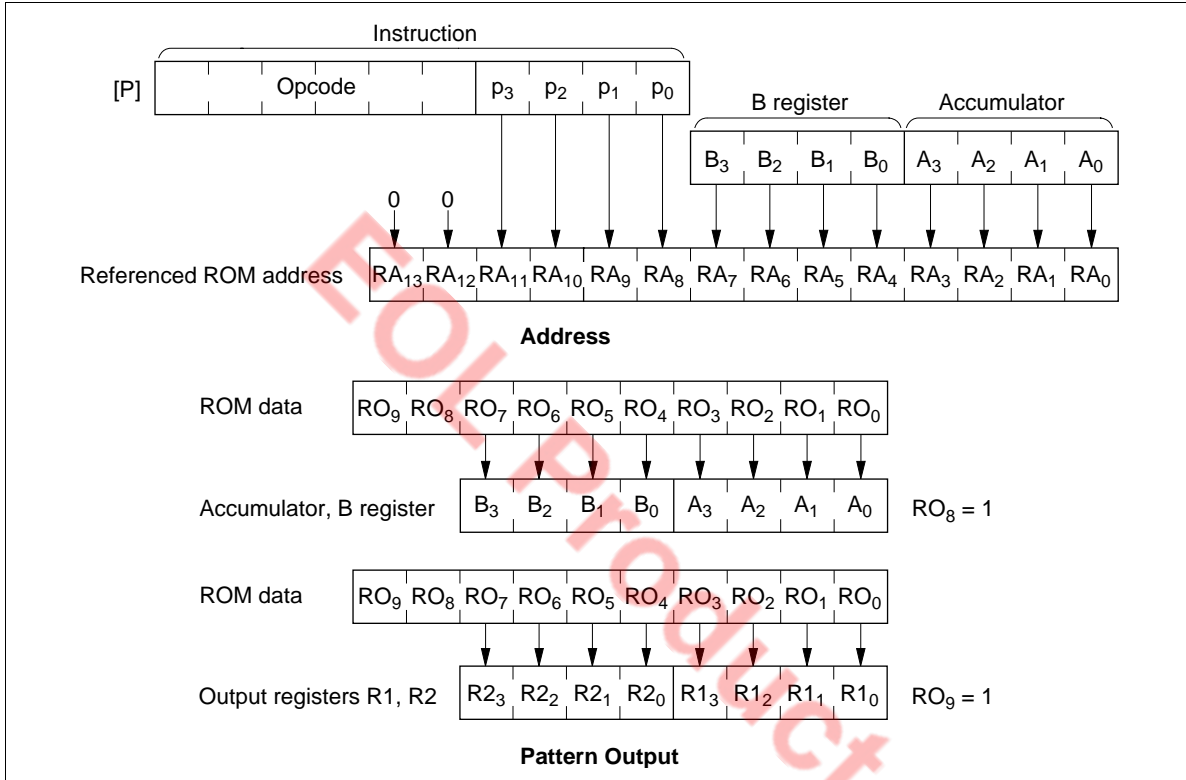 Instruction
[P] Opcode p3 p2 p1 p0
B register Accumulator
B3 B2 B1 B0 A3 A2 A1 A0
0 0
Referenced ROM address RA13 RA12 RA11 RA10 RA9 RA8 RA7 RA6 RA5 RA4 RA3 RA2 RA1 RA0
Address
ROM data RO9 RO8 RO7 RO6 RO5 RO4 RO3 RO2 RO1 RO0
Accumulator, B register B3 B2 B1 B0 A3 A2 A1 A0 RO8 = 1
ROM data RO9 RO8 RO7 RO6 RO5 RO4 RO3 RO2 RO1 RO0
Output registers R1, R2 R23 R22 R21 R20 R13 R12 R11 R10 RO9 = 1
Pattern Output
EOL Product